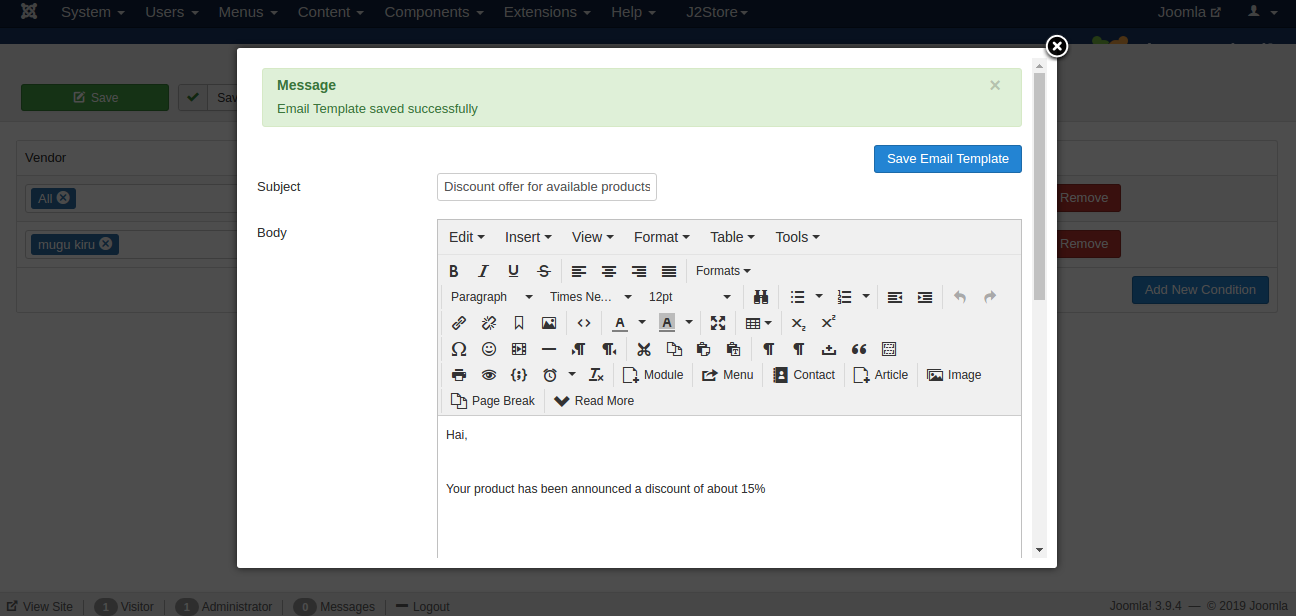 System Users Menus Content Components Extensions Help J2Store Joomla
Save Sav
Message ×
Email Template saved successfully
Save Email Template
Vendor
Subject Discount offer for available products
All Remove
Body
mugu kiru Remove
Edit Insert View Format Table Tools
B I U S Formats
Add New Condition
Paragraph Times Ne... 12pt
Module Menu Contact Article Image
Page Break Read More
Hai,
Your product has been announced a discount of about 15%
View Site 1 Visitor 1 Administrator 0 Messages Logout Joomla! 3.9.4 — © 2019 Joomla